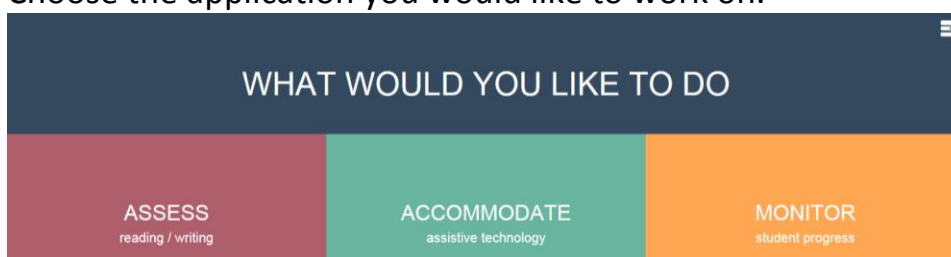 Choose the application you would like to work on.
WHAT WOULD YOU LIKE TO DO
ASSESS
reading / writing
ACCOMMODATE
assistive technology
MONITOR
student progress